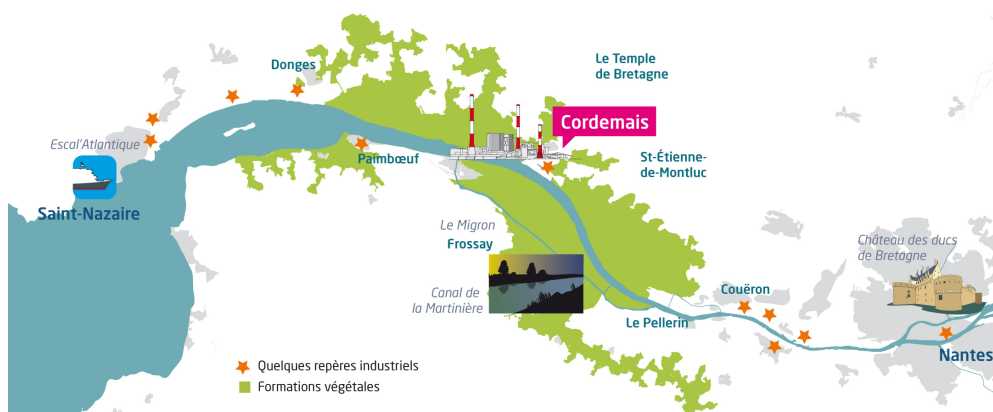 Donges
Le Temple
de Bretagne
Cordemais
Escal'Atlantique
Paimbœuf
St-Étienne-
de-Montluc
Saint-Nazaire
Le Migron
Frossay
Château des ducs
de Bretagne
Canal de
la Martinière
Couëron
Le Pellerin
Nantes
Quelques repères industriels
Formations végétales